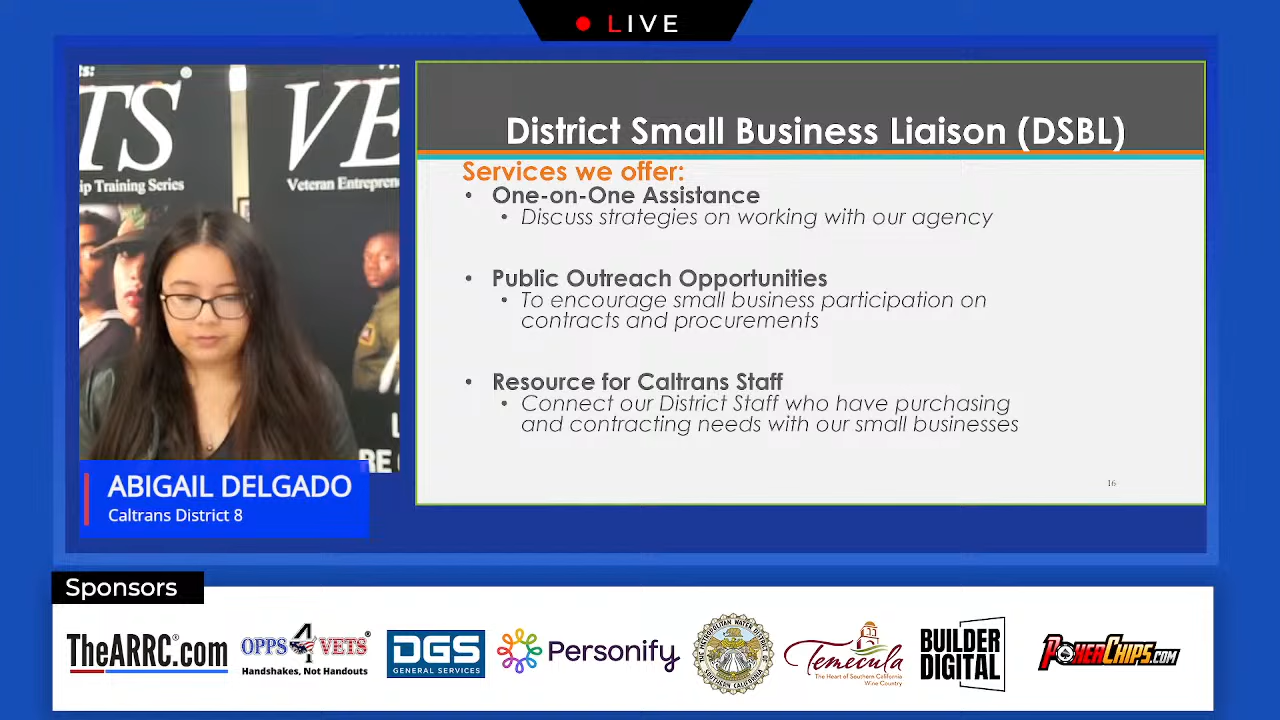 LIVE
TS®
ip Training Series
VE
Veteran Entrepren
RE
ABIGAIL DELGADO
Caltrans District 8
District Small Business Liaison (DSBL)
Services we offer:
• One-on-One Assistance
• Discuss strategies on working with our agency
• Public Outreach Opportunities
• To encourage small business participation on
contracts and procurements
• Resource for Caltrans Staff
• Connect our District Staff who have purchasing
and contracting needs with our small businesses
16
Sponsors
TheARRC®.com
OPPS 4 VETS®
Handshakes, Not Handouts
DGS
GENERAL SERVICES
Personify
Temecula
The Heart of Southern California
Wine Country
BUILDER
DIGITAL
POKERCHIPS.COM